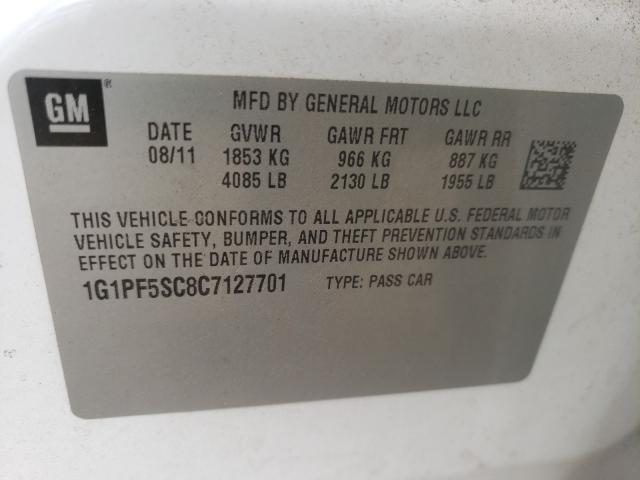 GM®
MFD BY GENERAL MOTORS LLC
DATE GVWR GAWR FRT GAWR RR
08/11 1853 KG 966 KG 887 KG
4085 LB 2130 LB 1955 LB
THIS VEHICLE CONFORMS TO ALL APPLICABLE U.S. FEDERAL MOTOR
VEHICLE SAFETY, BUMPER, AND THEFT PREVENTION STANDARDS IN
EFFECT ON THE DATE OF MANUFACTURE SHOWN ABOVE.
1G1PF5SC8C7127701 TYPE: PASS CAR